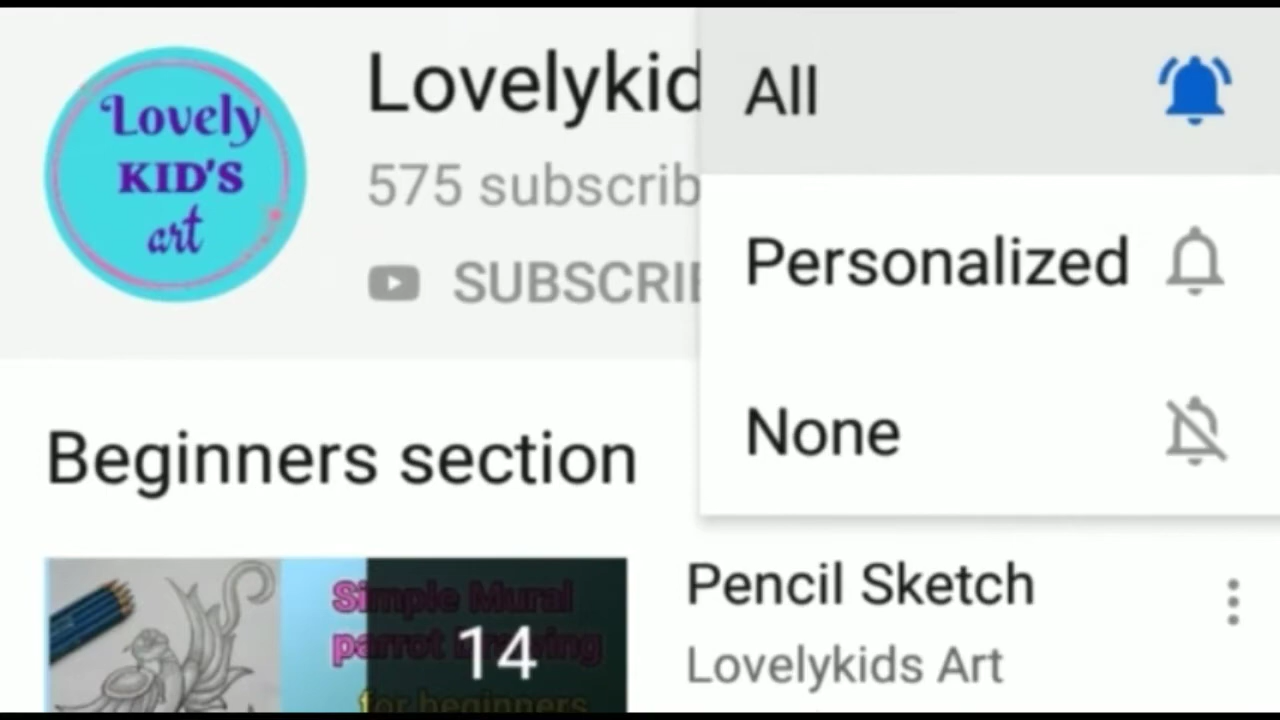 Lovely
KID'S
art
Lovelykid
575 subscrib
SUBSCRI
All
Personalized
None
Beginners section
Simple Mural
parrot Drawing
for beginners
14
Pencil Sketch
Lovelykids Art